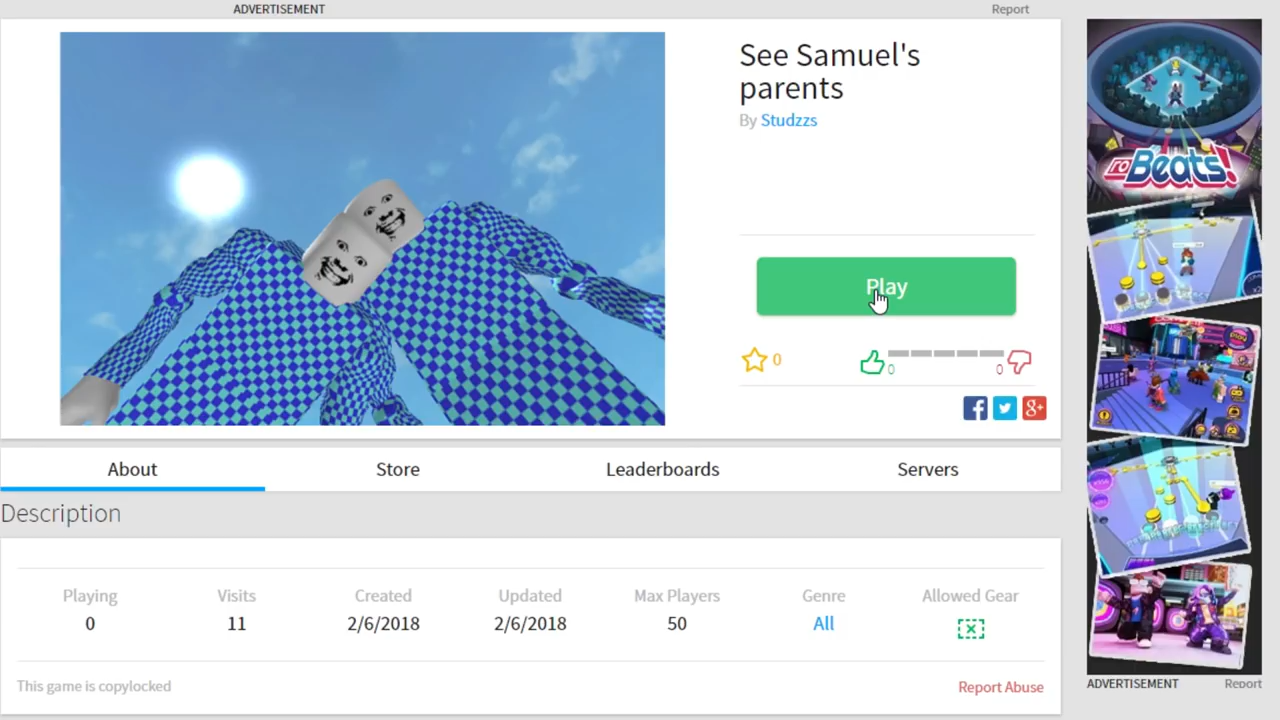 ADVERTISEMENT
Report
See Samuel's
parents
By Studzzs
Play
0
0
0
About
Store
Leaderboards
Servers
Description
Playing
Visits
Created
Updated
Max Players
Genre
Allowed Gear
0
11
2/6/2018
2/6/2018
50
All
This game is copylocked
Report Abuse
roBeats!
ADVERTISEMENT
Report